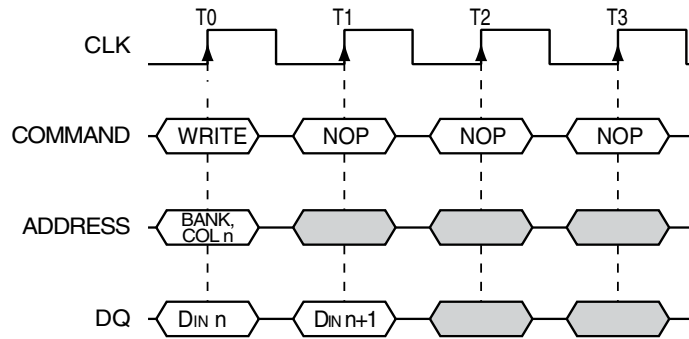 T0 T1 T2 T3
CLK
COMMAND WRITE NOP NOP NOP
ADDRESS BANK,
COL n
DQ DIN n DIN n+1